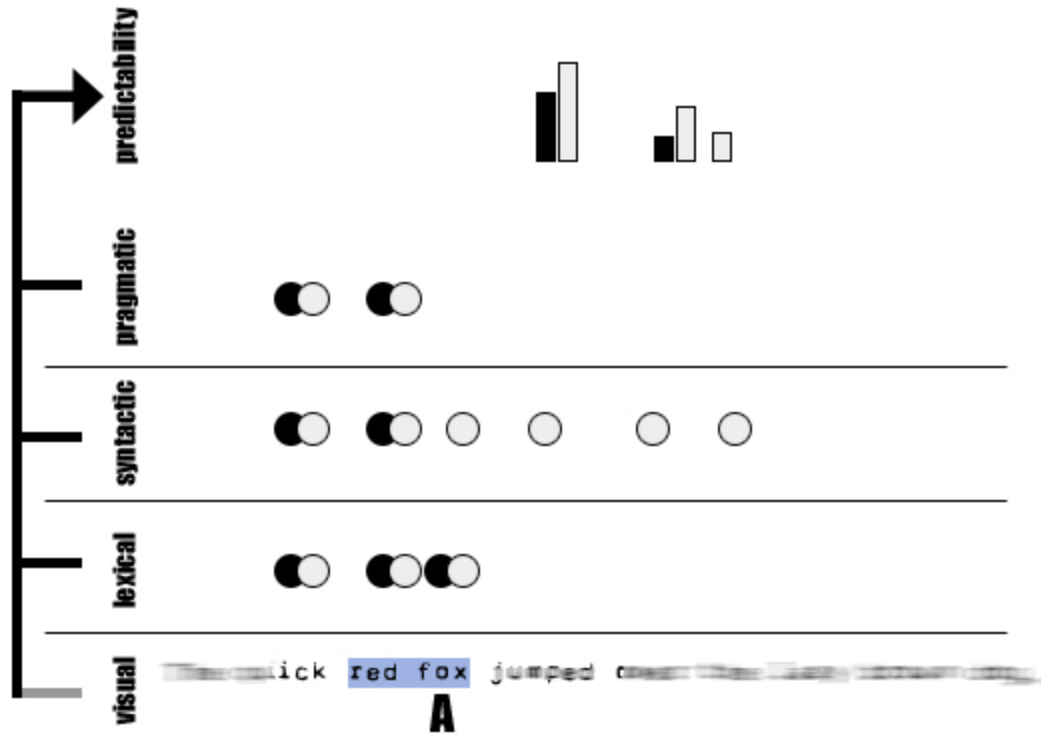 predictability
pragmatic
syntactic
lexical
visual
ick red fox jumped
A